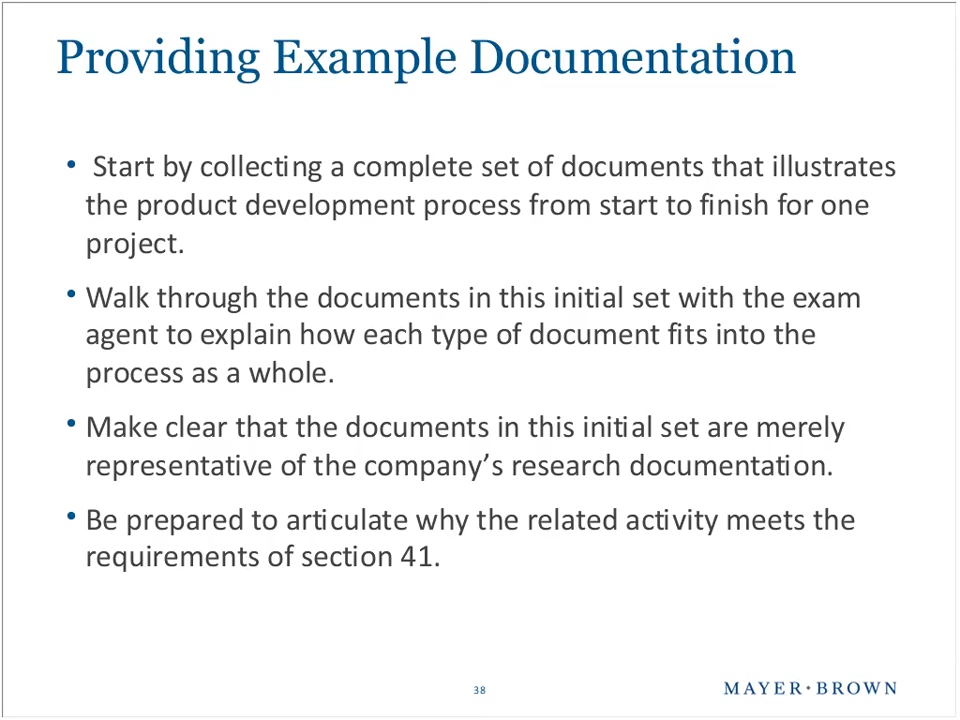 Providing Example Documentation
• Start by collecting a complete set of documents that illustrates
the product development process from start to finish for one
project.
• Walk through the documents in this initial set with the exam
agent to explain how each type of document fits into the
process as a whole.
• Make clear that the documents in this initial set are merely
representative of the company’s research documentation.
• Be prepared to articulate why the related activity meets the
requirements of section 41.
38
MAYER•BROWN